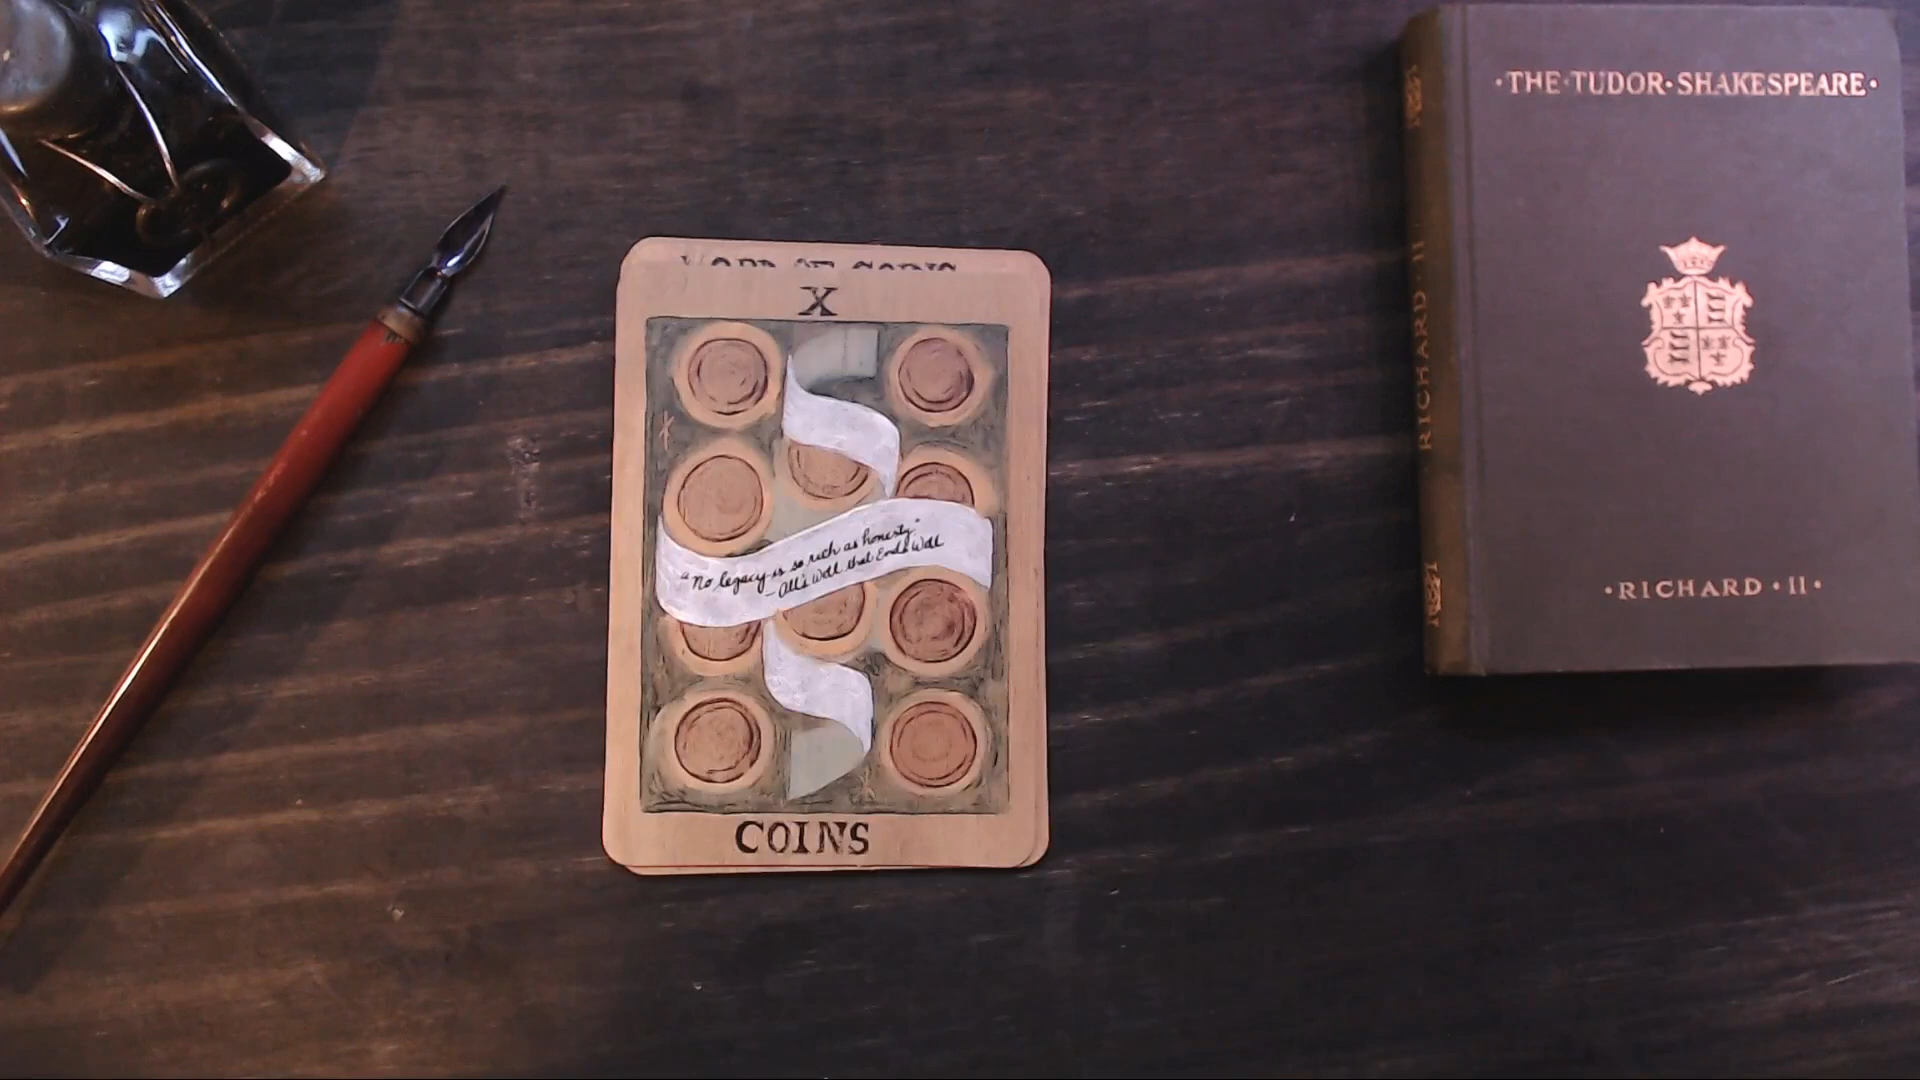 X
"No legacy is so rich as honesty."
—All's Well that Ends Well
COINS
·THE·TUDOR·SHAKESPEARE·
·RICHARD·II·
RICHARD II